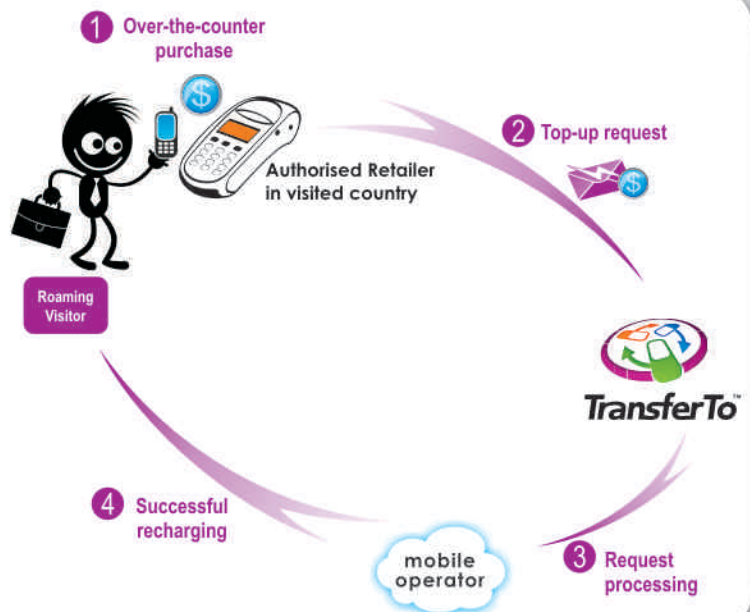 1 Over-the-counter
purchase
$
Authorised Retailer
in visited country
2 Top-up request
$
Roaming
Visitor
TransferTo™
4 Successful
recharging
mobile
operator
3 Request
processing